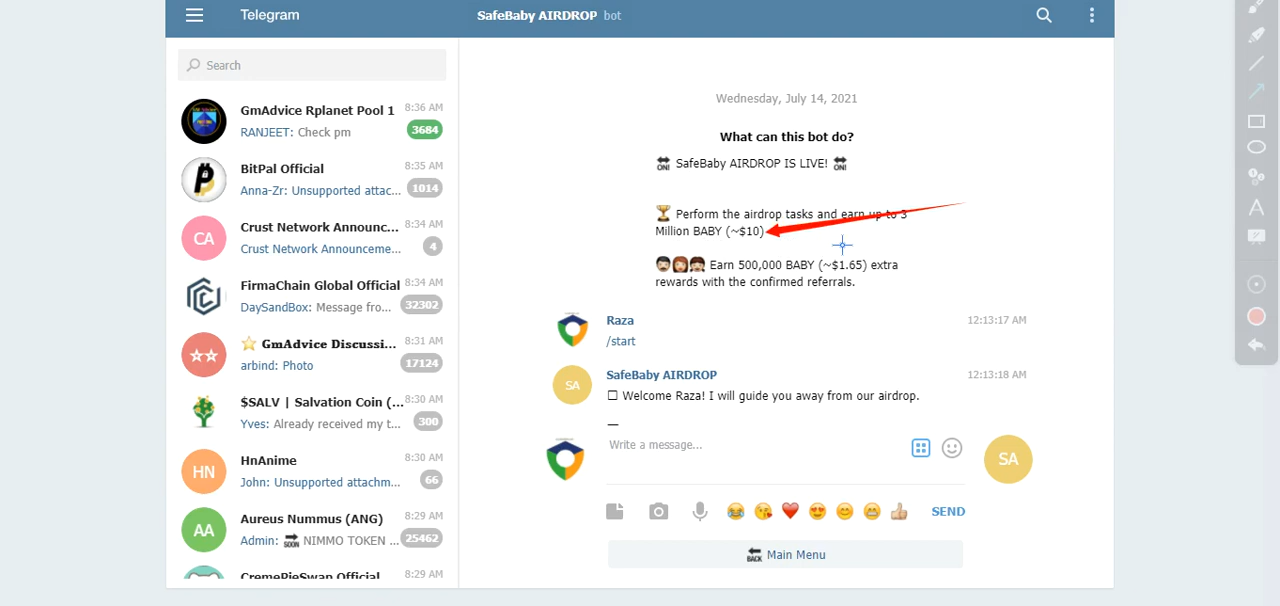 Telegram
SafeBaby AIRDROP bot
Search
GmAdvice Rplanet Pool 1 8:36 AM
RANJEET: Check pm 3684
BitPal Official 8:35 AM
Anna-Zr: Unsupported attac... 1014
CA
Crust Network Announc... 8:34 AM
Crust Network Announceme... 4
FirmaChain Global Official 8:34 AM
DaySandBox: Message fro... 32302
GmAdvice Discussi... 8:31 AM
arbind: Photo 17124
$SALV | Salvation Coin (... 8:30 AM
Yves: Already received my t... 300
HN
HnAnime 8:30 AM
John: Unsupported attachm... 66
AA
Aureus Nummus (ANG) 8:29 AM
Admin: 🔜 NIMMO TOKEN ... 25462
CremePieSwap Official 8:29 AM
Wednesday, July 14, 2021
What can this bot do?
🔛 SafeBaby AIRDROP IS LIVE! 🔛
🏆 Perform the airdrop tasks and earn up to 3
Million BABY (~$10)
Earn 500,000 BABY (~$1.65) extra
rewards with the confirmed referrals.
Raza 12:13:17 AM
/start
SA
SafeBaby AIRDROP 12:13:18 AM
Welcome Raza! I will guide you away from our airdrop.
—
Write a message...
SA
SEND
🔙 Main Menu